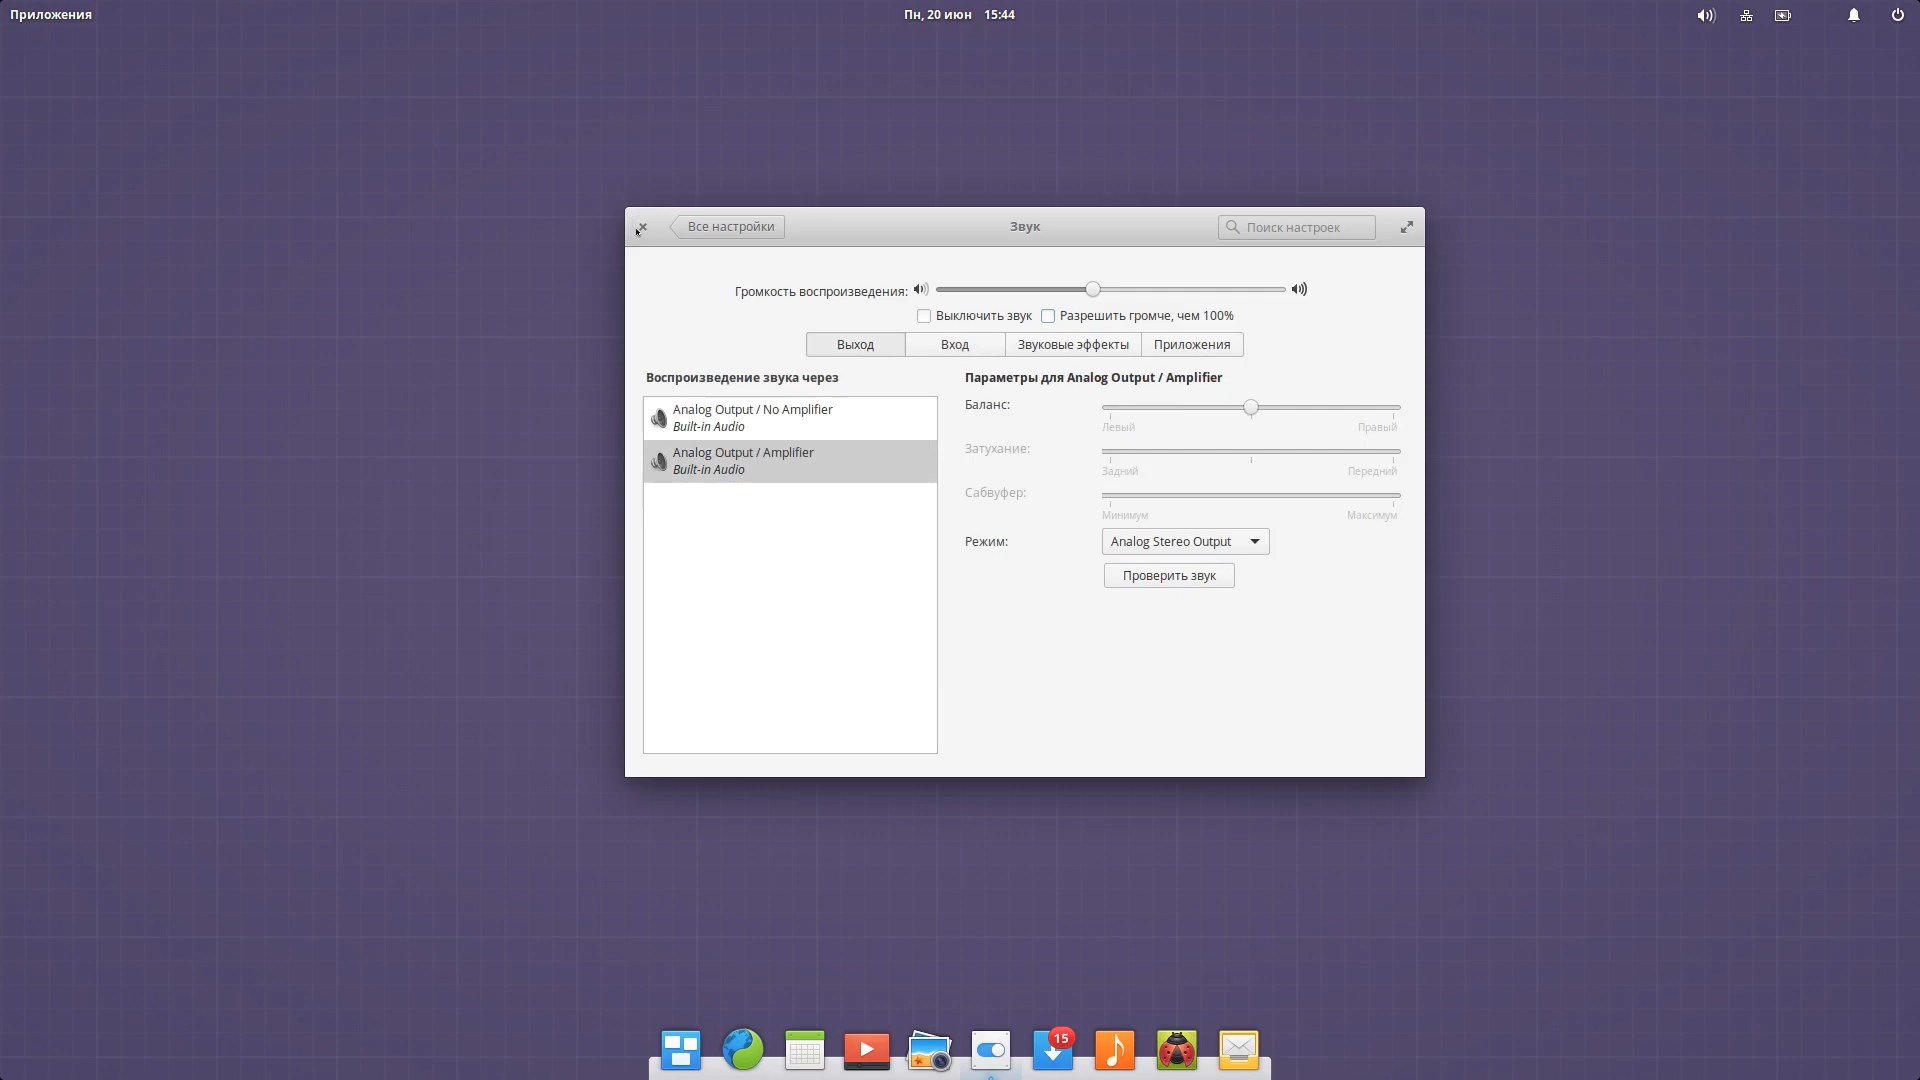 Приложения
Пн, 20 июн 15:44
Все настройки
Звук
Поиск настроек
Громкость воспроизведения:
Выключить звук
Разрешить громче, чем 100%
Выход
Вход
Звуковые эффекты
Приложения
Воспроизведение звука через
Analog Output / No Amplifier
Built-in Audio
Analog Output / Amplifier
Built-in Audio
Параметры для Analog Output / Amplifier
Баланс:
Левый
Правый
Затухание:
Задний
Передний
Сабвуфер:
Минимум
Максимум
Режим:
Analog Stereo Output
Проверить звук
15